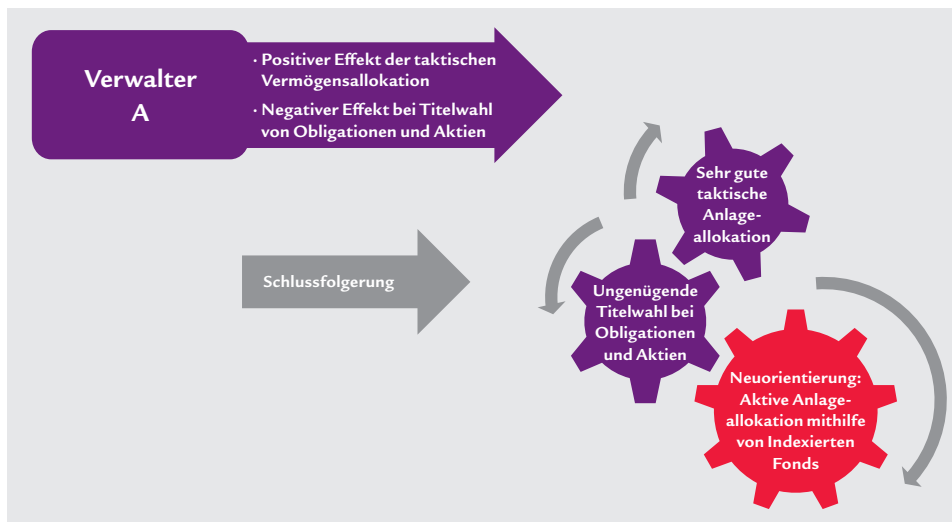 Verwalter
A
· Positiver Effekt der taktischen
Vermögensallokation
· Negativer Effekt bei Titelwahl
von Obligationen und Aktien
Sehr gute
taktische
Anlage-
allokation
Schlussfolgerung
Ungenügende
Titelwahl bei
Obligationen
und Aktien
Neuorientierung:
Aktive Anlage-
allokation mithilfe
von Indexierten
Fonds